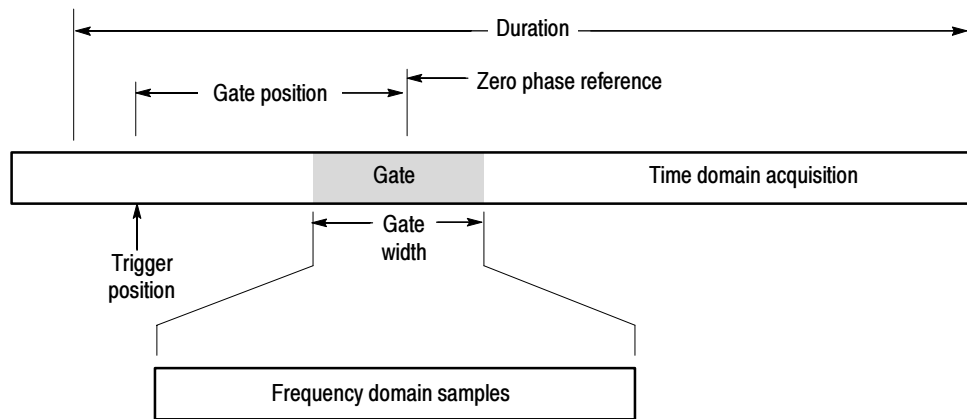 Duration
Zero phase reference
Gate position
Gate
Time domain acquisition
Gate
width
Trigger
position
Frequency domain samples